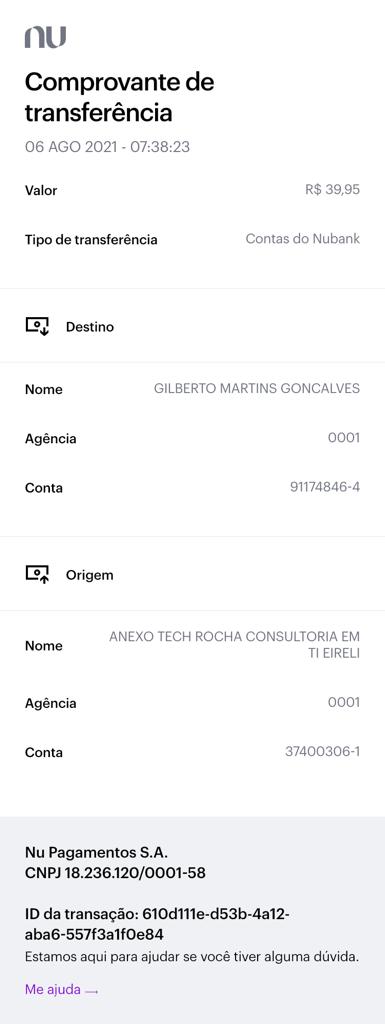 nu
Comprovante de
transferência
06 AGO 2021 - 07:38:23
Valor R$ 39,95
Tipo de transferência Contas do Nubank
Destino
Nome GILBERTO MARTINS GONCALVES
Agência 0001
Conta 91174846-4
Origem
Nome ANEXO TECH ROCHA CONSULTORIA EM
TI EIRELI
Agência 0001
Conta 37400306-1
Nu Pagamentos S.A.
CNPJ 18.236.120/0001-58
ID da transação: 610d111e-d53b-4a12-
aba6-557f3a1f0e84
Estamos aqui para ajudar se você tiver alguma dúvida.
Me ajuda →